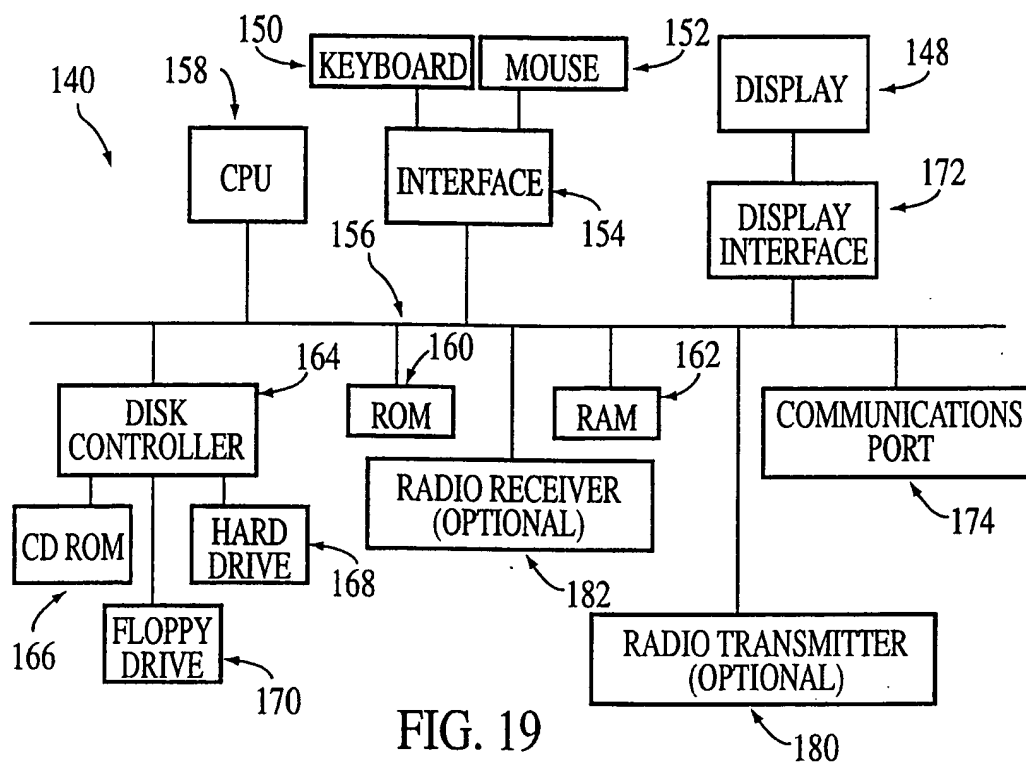 150
KEYBOARD
MOUSE
152
158
140
CPU
INTERFACE
154
DISPLAY
148
172
DISPLAY
INTERFACE
156
164
DISK
CONTROLLER
160
ROM
162
RAM
COMMUNICATIONS
PORT
174
RADIO RECEIVER
(OPTIONAL)
182
CD ROM
166
HARD
DRIVE
168
FLOPPY
DRIVE
170
RADIO TRANSMITTER
(OPTIONAL)
180
FIG. 19